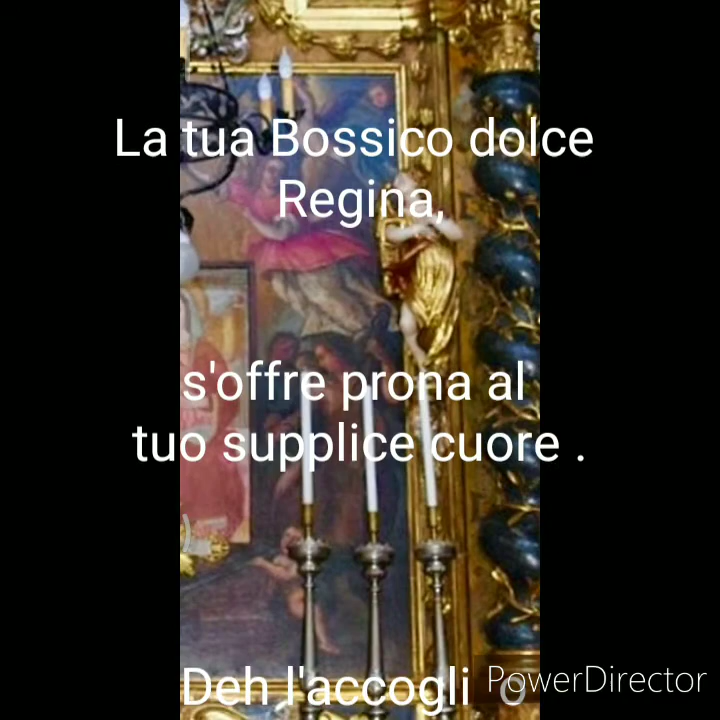 La tua Bossico dolce
Regina,
s'offre prona al
tuo supplice cuore .
Deh,l'accogli o
PowerDirector